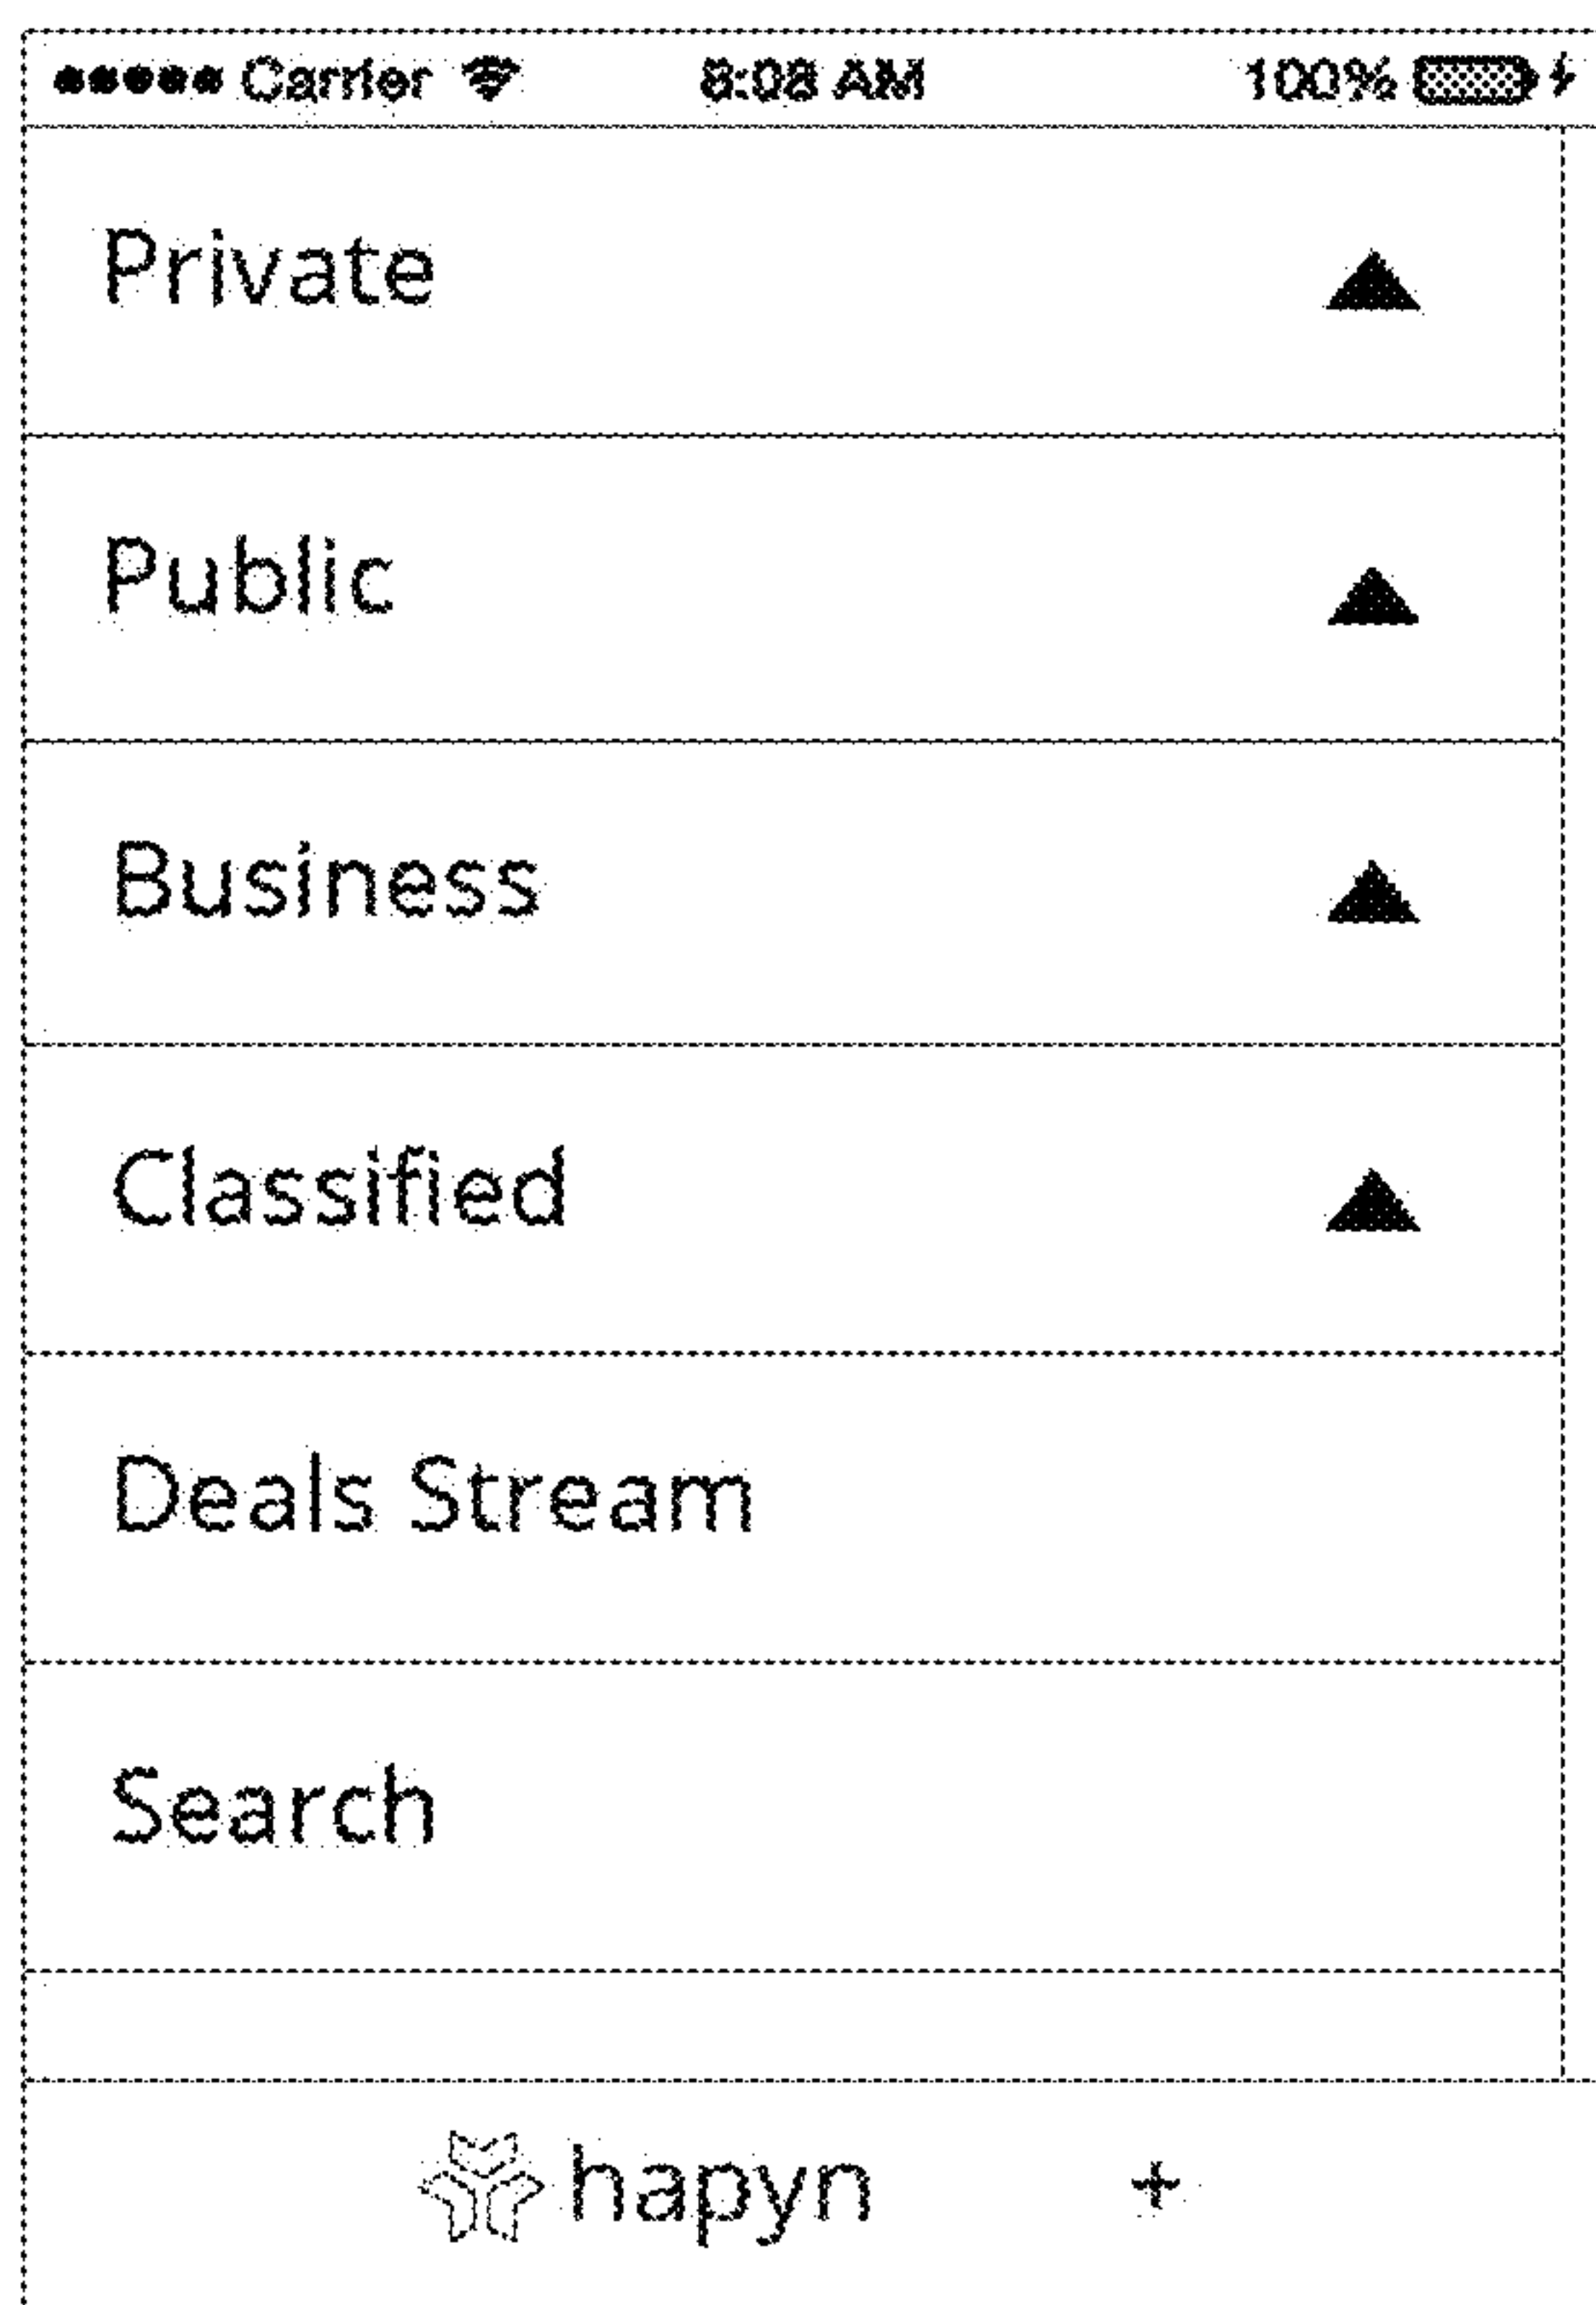 Carrier 8:08 AM 100%
Private
Public
Business
Classified
Deals Stream
Search
hapyn +